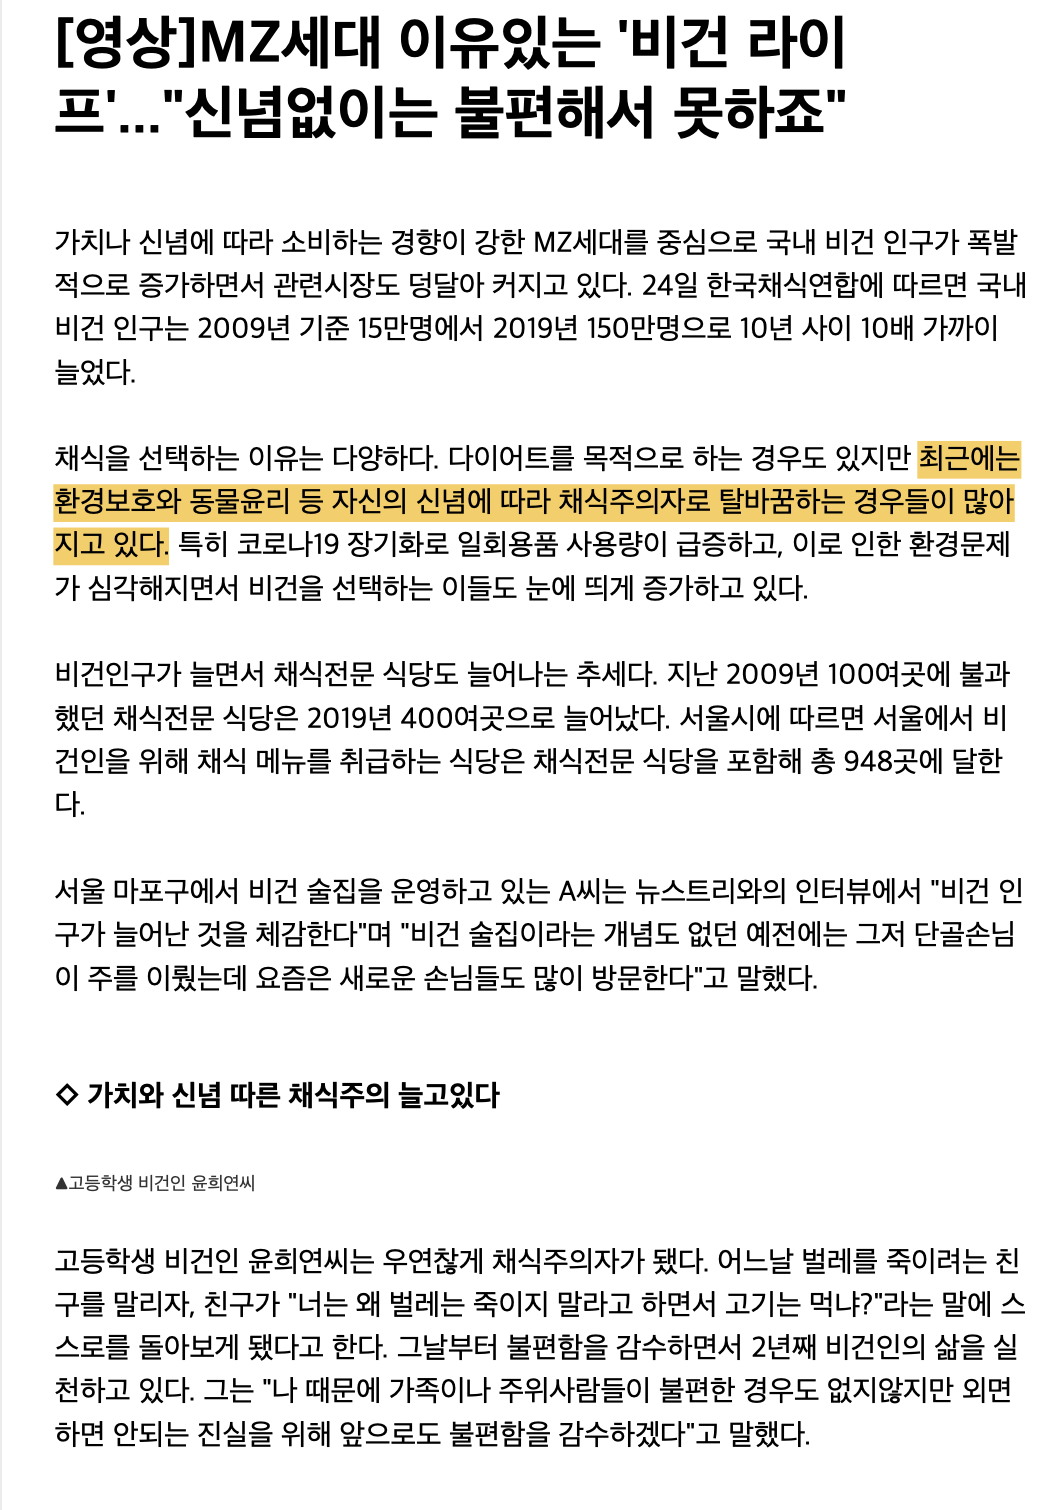 [영상]MZ세대 이유있는 '비건 라이
프'..."신념없이는 불편해서 못하죠"
가치나 신념에 따라 소비하는 경향이 강한 MZ세대를 중심으로 국내 비건 인구가 폭발
적으로 증가하면서 관련시장도 덩달아 커지고 있다. 24일 한국채식연합에 따르면 국내
비건 인구는 2009년 기준 15만명에서 2019년 150만명으로 10년 사이 10배 가까이
늘었다.
채식을 선택하는 이유는 다양하다. 다이어트를 목적으로 하는 경우도 있지만 최근에는
환경보호와 동물윤리 등 자신의 신념에 따라 채식주의자로 탈바꿈하는 경우들이 많아
지고 있다. 특히 코로나19 장기화로 일회용품 사용량이 급증하고, 이로 인한 환경문제
가 심각해지면서 비건을 선택하는 이들도 눈에 띄게 증가하고 있다.
비건인구가 늘면서 채식전문 식당도 늘어나는 추세다. 지난 2009년 100여곳에 불과
했던 채식전문 식당은 2019년 400여곳으로 늘어났다. 서울시에 따르면 서울에서 비
건인을 위해 채식 메뉴를 취급하는 식당은 채식전문 식당을 포함해 총 948곳에 달한
다.
서울 마포구에서 비건 술집을 운영하고 있는 A씨는 뉴스트리와의 인터뷰에서 "비건 인
구가 늘어난 것을 체감한다"며 "비건 술집이라는 개념도 없던 예전에는 그저 단골손님
이 주를 이뤘는데 요즘은 새로운 손님들도 많이 방문한다"고 말했다.
◇ 가치와 신념 따른 채식주의 늘고있다
▲고등학생 비건인 윤희연씨
고등학생 비건인 윤희연씨는 우연찮게 채식주의자가 됐다. 어느날 벌레를 죽이려는 친
구를 말리자, 친구가 "너는 왜 벌레는 죽이지 말라고 하면서 고기는 먹냐?"라는 말에 스
스로를 돌아보게 됐다고 한다. 그날부터 불편함을 감수하면서 2년째 비건인의 삶을 실
천하고 있다. 그는 "나 때문에 가족이나 주위사람들이 불편한 경우도 없지않지만 외면
하면 안되는 진실을 위해 앞으로도 불편함을 감수하겠다"고 말했다.